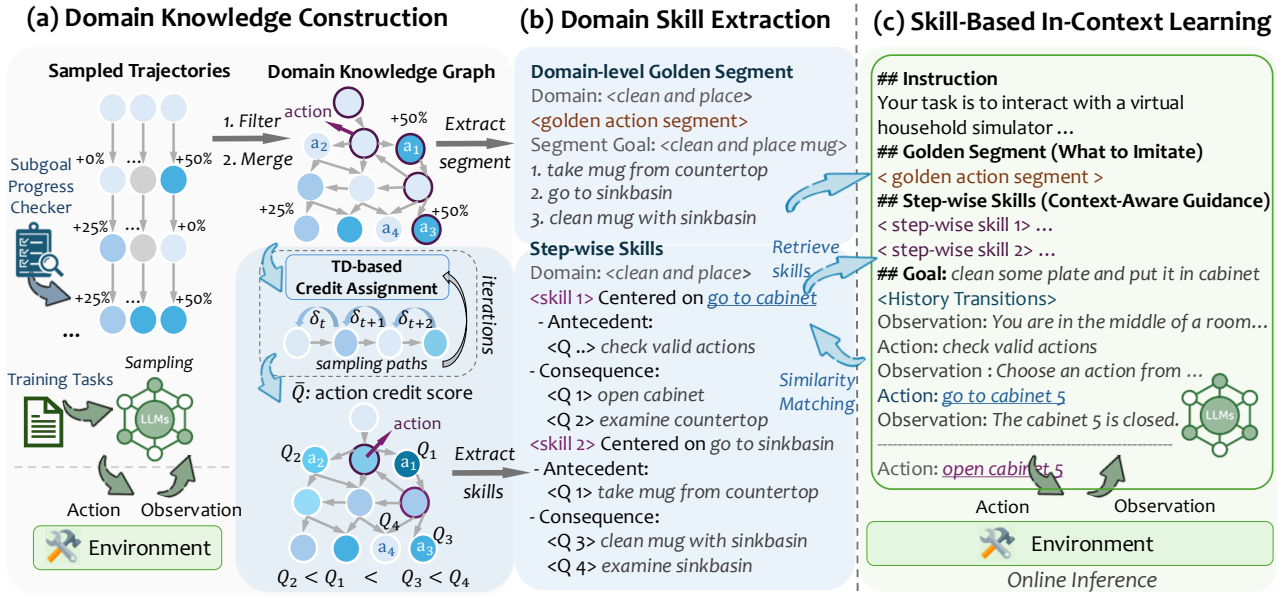 (a) Domain Knowledge Construction
Sampled Trajectories
Domain Knowledge Graph
action
+50%
1. Filter
2. Merge
a₂
a₁
+0%
...
+50%
Subgoal
Progress
Checker
+25%
...
+0%
+25%
+50%
a₄
a₃
+25%
+50%
...
TD-based
Credit Assignment
iterations
δₜ
δₜ₊₁
δₜ₊₂
sampling paths
Sampling
Training Tasks
LLMs
Q̄: action credit score
action
Q₂
a₂
a₁
Q₁
Q₄
Q₃
a₄
a₃
Q₂ < Q₁ < Q₃ < Q₄
Action
Observation
Environment
Extract
segment
Extract
skills
(b) Domain Skill Extraction
Domain-level Golden Segment
Domain: <clean and place>
<golden action segment>
Segment Goal: <clean and place mug>
1. take mug from countertop
2. go to sinkbasin
3. clean mug with sinkbasin
Step-wise Skills
Domain: <clean and place>
<skill 1> Centered on go to cabinet
- Antecedent:
<Q ..> check valid actions
- Consequence:
<Q 1> open cabinet
<Q 2> examine countertop
<skill 2> Centered on go to sinkbasin
- Antecedent:
<Q 1> take mug from countertop
- Consequence:
<Q 3> clean mug with sinkbasin
<Q 4> examine sinkbasin
Retrieve
skills
Similarity
Matching
(c) Skill-Based In-Context Learning
## Instruction
Your task is to interact with a virtual
household simulator ...
## Golden Segment (What to Imitate)
< golden action segment >
## Step-wise Skills (Context-Aware Guidance)
< step-wise skill 1> ...
< step-wise skill 2> ...
## Goal: clean some plate and put it in cabinet
<History Transitions>
Observation: You are in the middle of a room...
Action: check valid actions
Observation : Choose an action from ...
Action: go to cabinet 5
Observation: The cabinet 5 is closed.
LLMs
Action: open cabinet 5
Action
Observation
Environment
Online Inference